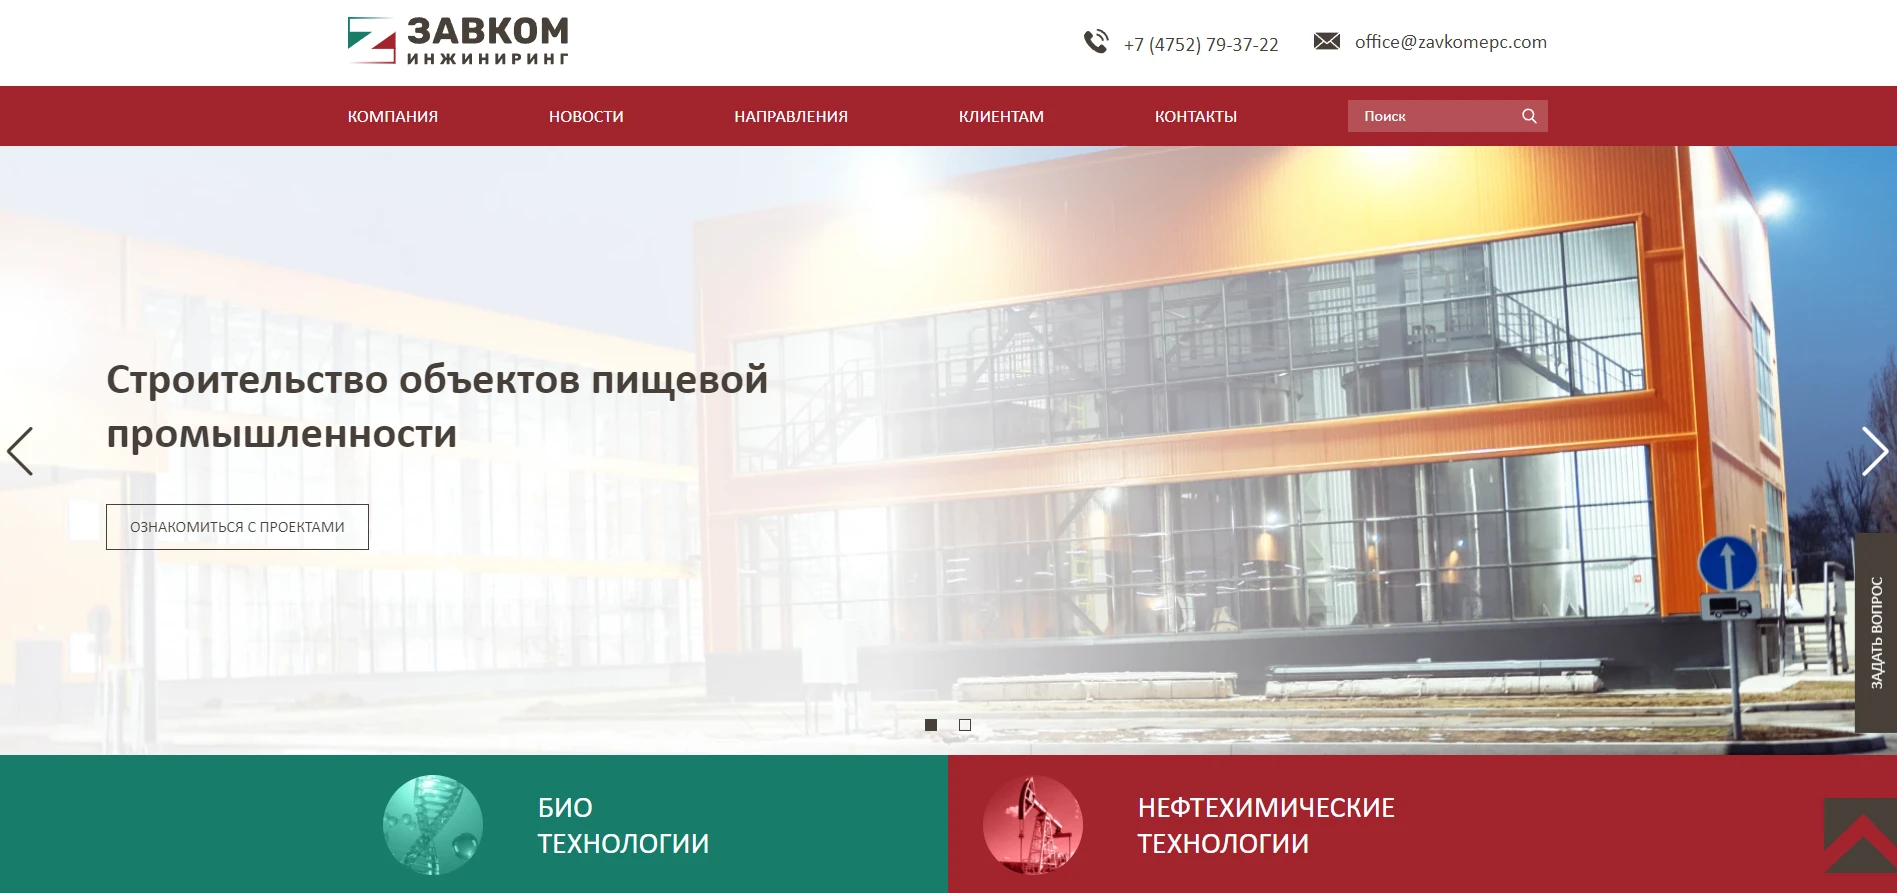 ЗАВКОМ
ИНЖИНИРИНГ
+7 (4752) 79-37-22
office@zavkomepc.com
КОМПАНИЯ
НОВОСТИ
НАПРАВЛЕНИЯ
КЛИЕНТАМ
КОНТАКТЫ
Поиск
Строительство объектов пищевой
промышленности
ОЗНАКОМИТЬСЯ С ПРОЕКТАМИ
ЗАДАТЬ ВОПРОС
БИО
ТЕХНОЛОГИИ
НЕФТЕХИМИЧЕСКИЕ
ТЕХНОЛОГИИ